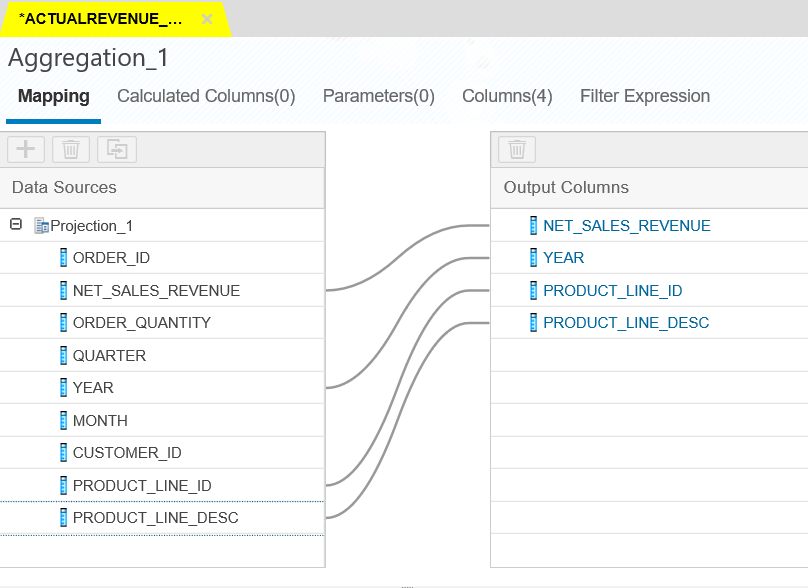 *ACTUALREVENUE_...
Aggregation_1
Mapping Calculated Columns(0) Parameters(0) Columns(4) Filter Expression
Data Sources
Projection_1
ORDER_ID
NET_SALES_REVENUE
ORDER_QUANTITY
QUARTER
YEAR
MONTH
CUSTOMER_ID
PRODUCT_LINE_ID
PRODUCT_LINE_DESC
Output Columns
NET_SALES_REVENUE
YEAR
PRODUCT_LINE_ID
PRODUCT_LINE_DESC